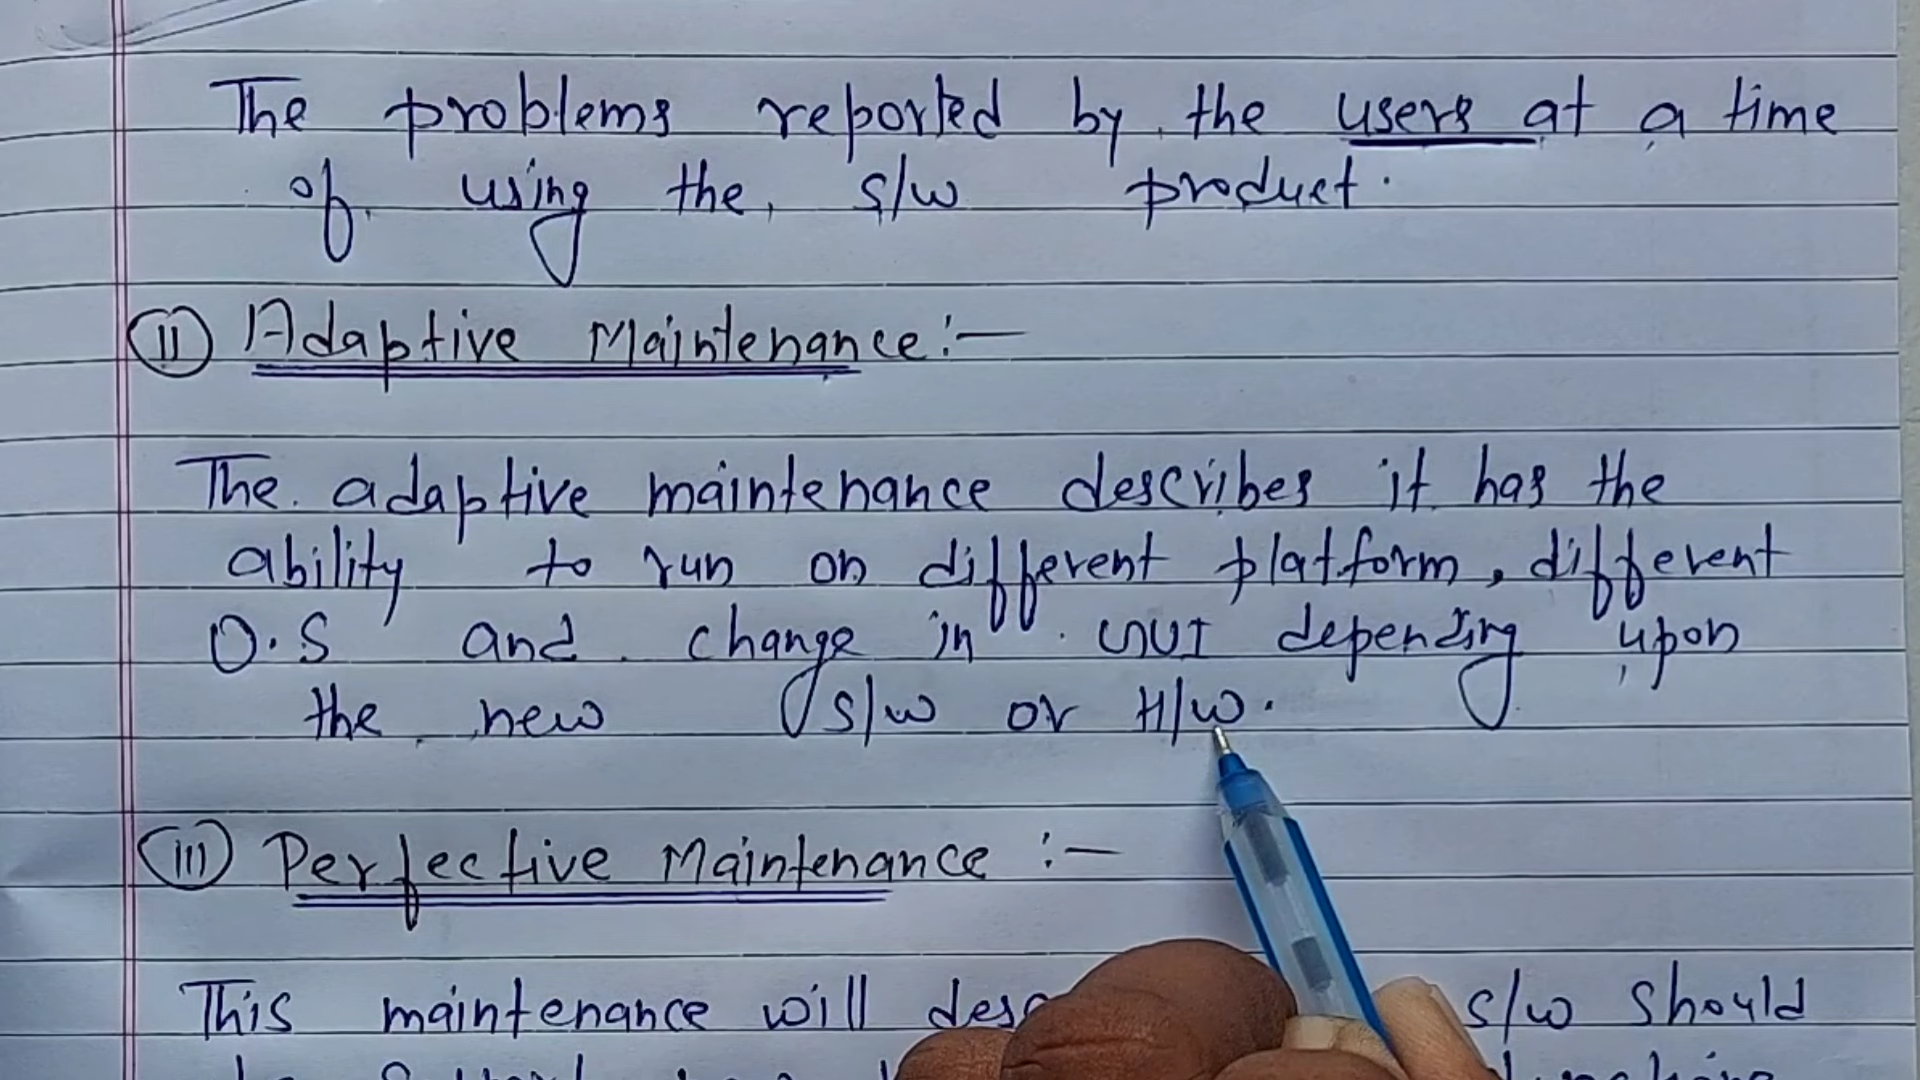 The problems reported by the users at a time
of using the s/w product.
(II) Adaptive Maintenance :-
The adaptive maintenance describes it has the
ability to run on different platform, different
O.S and change in GUI depending upon
the new s/w or H/w.
(III) Perfective Maintenance :-
This maintenance will s/w should